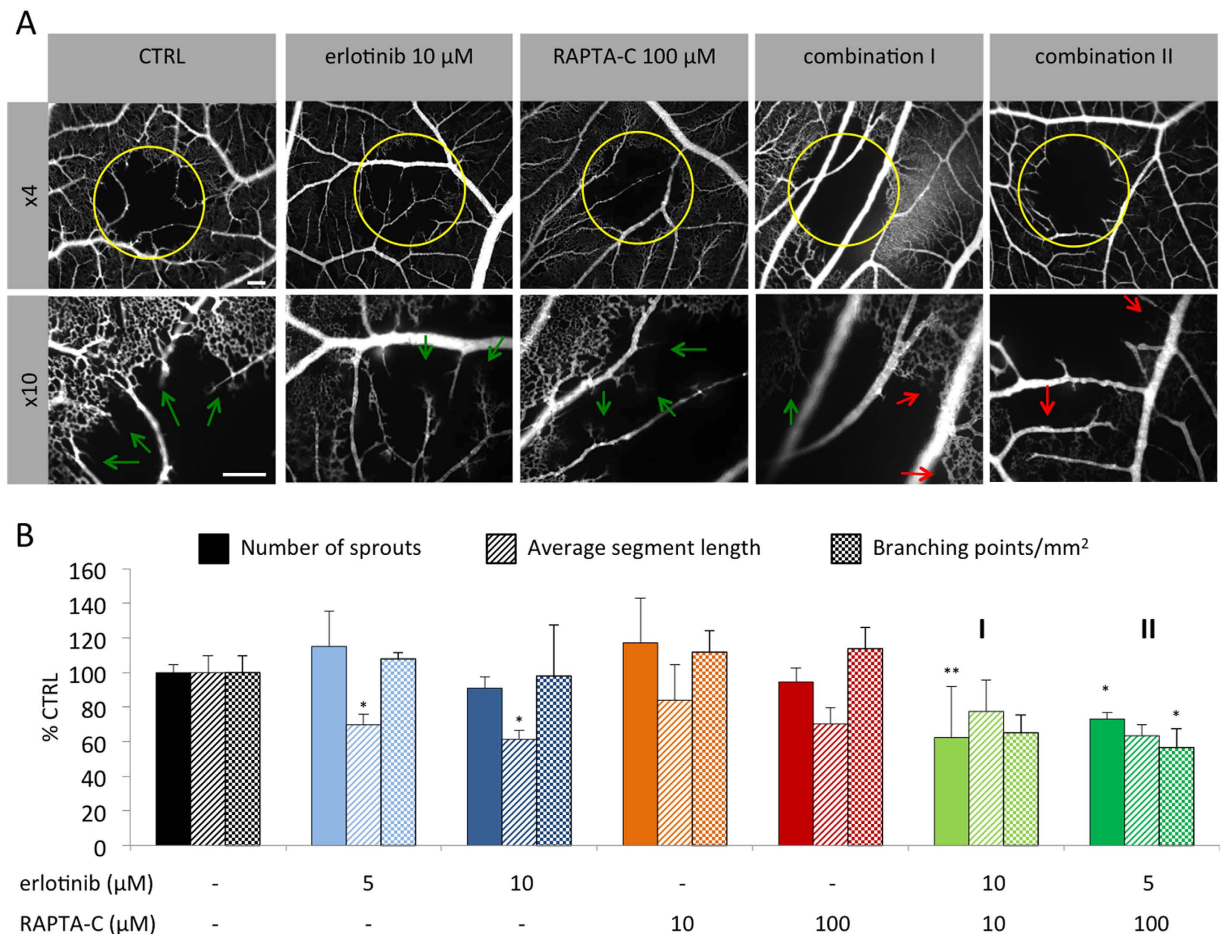 A
CTRL erlotinib 10 µM RAPTA-C 100 µM combination I combination II
x4
x10
B
Number of sprouts Average segment length Branching points/mm²
160
140
120
100
80
60
40
20
0
% CTRL
I II
* * ** * *
erlotinib (µM) - 5 10 - - 10 5
RAPTA-C (µM) - - - 10 100 10 100